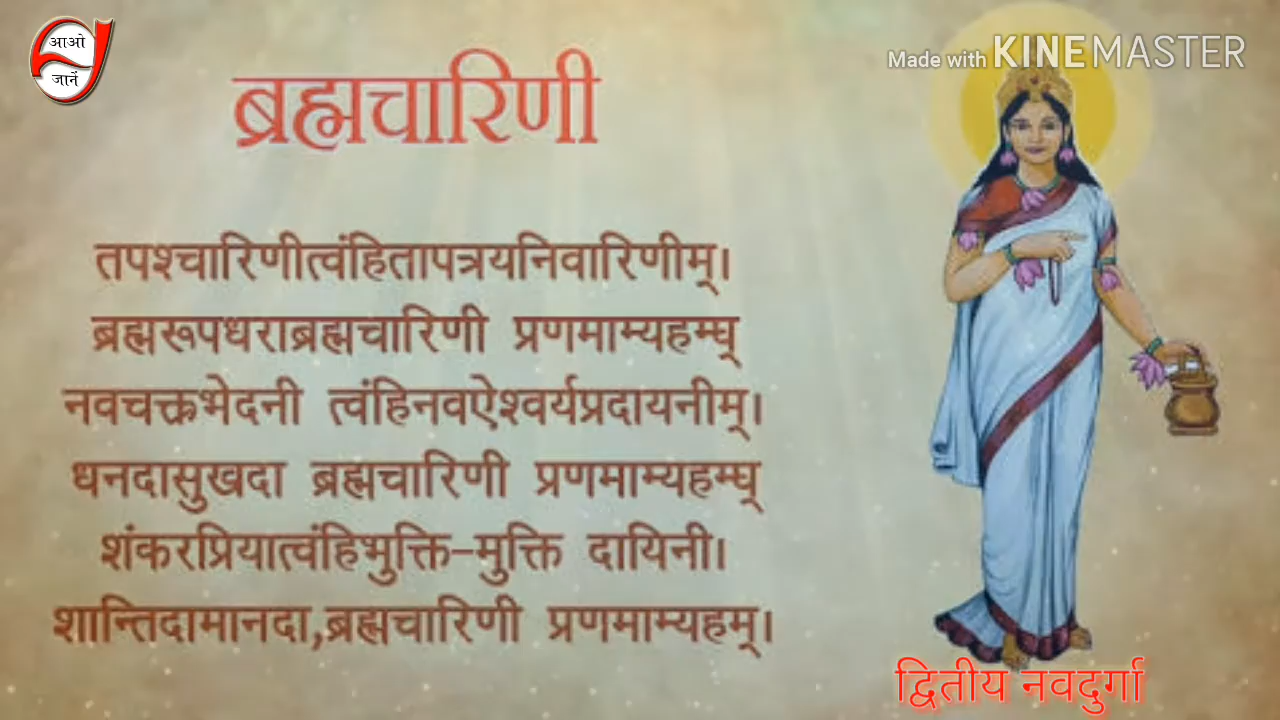 आओ
जानें
Made with KINEMASTER
ब्रह्मचारिणी
तपश्चारिणीत्वंहितापत्रयनिवारिणीम्।
ब्रह्मरूपधराब्रह्मचारिणी प्रणमाम्यहम्घ्
नवचक्रभेदनी त्वंहिनवऐश्वर्यप्रदायनीम्।
धनदासुखदा ब्रह्मचारिणी प्रणमाम्यहम्घ्
शंकरप्रियात्वंहिभुक्ति-मुक्ति दायिनी।
शान्तिदामानदा,ब्रह्मचारिणी प्रणमाम्यहम्।
द्वितीय नवदुर्गा